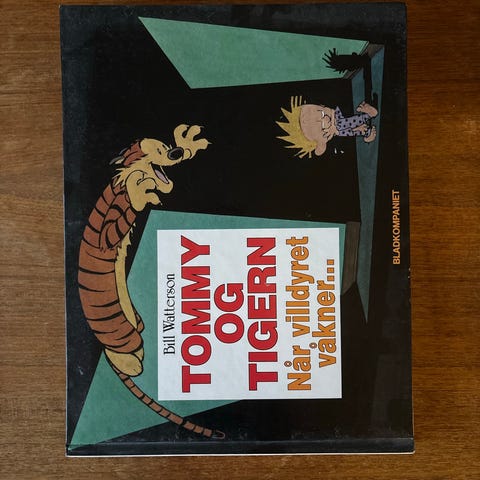 Bill Watterson
TOMMY
OG
TIGERN
Når villdyret
våkner...
BLADKOMPANIET